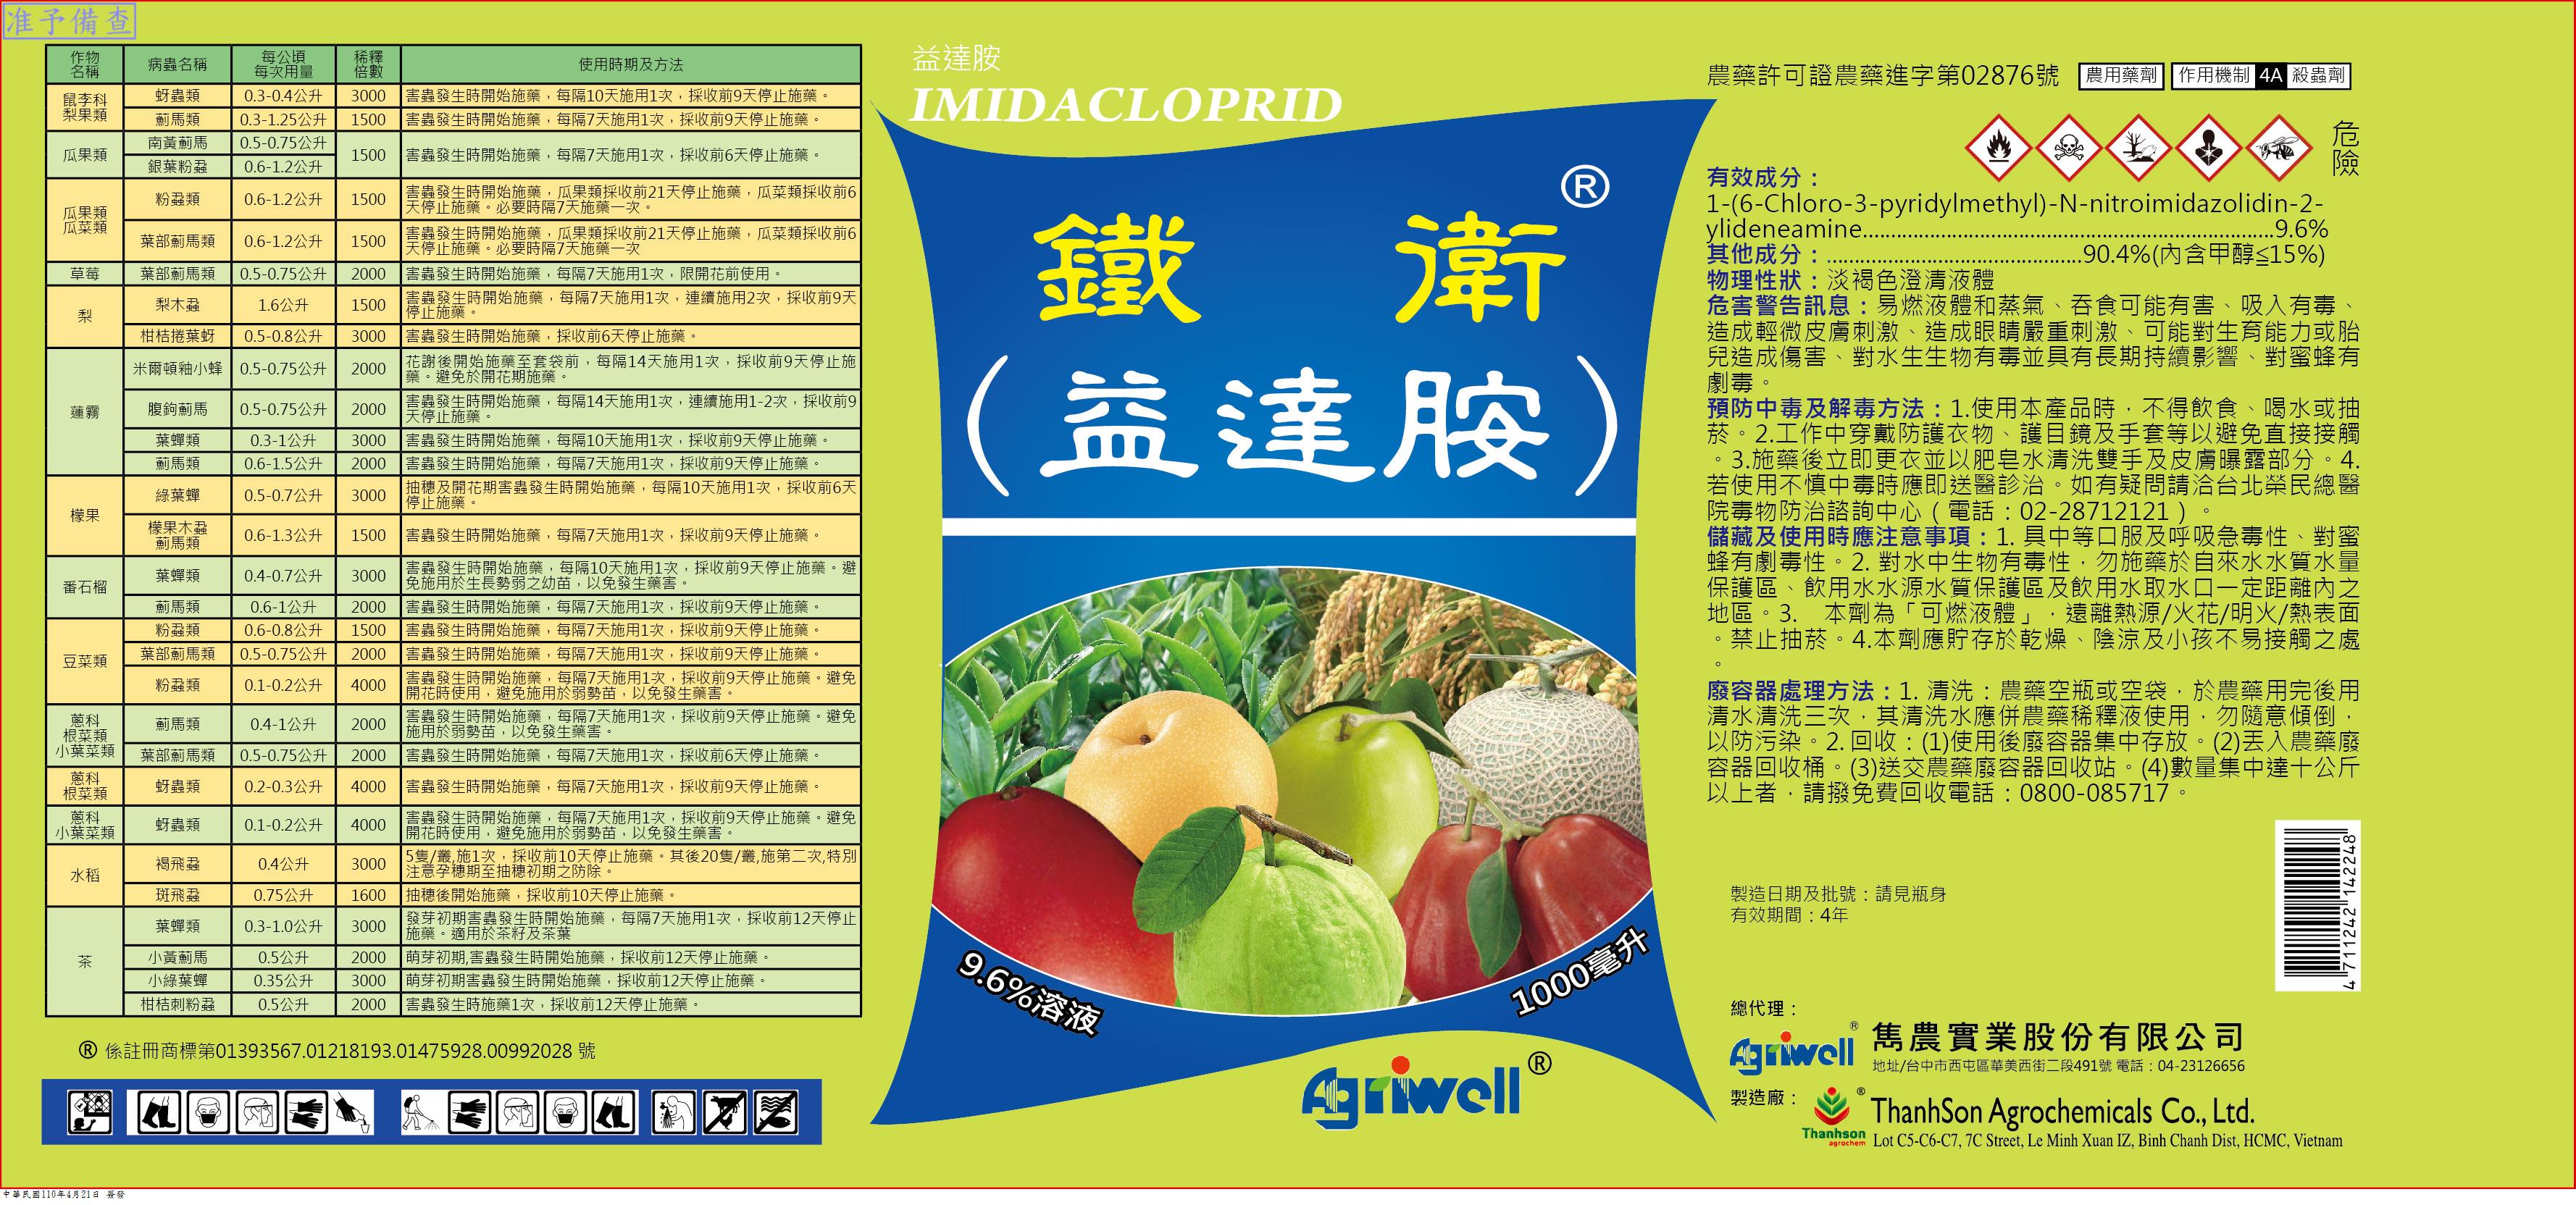 准予備查
作物名稱 病蟲名稱 每公頃每次用量 稀釋倍數 使用時期及方法
鼠李科梨果類 蚜蟲類 0.3-0.4公升 3000 害蟲發生時開始施藥，每隔10天施用1次，採收前9天停止施藥。
薊馬類 0.3-1.25公升 1500 害蟲發生時開始施藥，每隔7天施用1次，採收前9天停止施藥。
瓜果類 南黃薊馬 0.5-0.75公升 1500 害蟲發生時開始施藥，每隔7天施用1次，採收前6天停止施藥。
銀葉粉蝨 0.6-1.2公升
瓜果類瓜菜類 粉蝨類 0.6-1.2公升 1500 害蟲發生時開始施藥，瓜果類採收前21天停止施藥，瓜菜類採收前6天停止施藥。必要時隔7天施藥一次。
葉部薊馬類 0.6-1.2公升 1500 害蟲發生時開始施藥，瓜果類採收前21天停止施藥，瓜菜類採收前6天停止施藥。必要時隔7天施藥一次
草莓 葉部薊馬類 0.5-0.75公升 2000 害蟲發生時開始施藥，每隔7天施用1次，限開花前使用。
梨 梨木蝨 1.6公升 1500 害蟲發生時開始施藥，每隔7天施用1次，連續施用2次，採收前9天停止施藥。
柑桔捲葉蚜 0.5-0.8公升 3000 害蟲發生時開始施藥，採收前6天停止施藥。
蓮霧 米爾頓釉小蜂 0.5-0.75公升 2000 花謝後開始施藥至套袋前，每隔14天施用1次，採收前9天停止施藥。避免於開花期施藥。
腹鉤薊馬 0.5-0.75公升 2000 害蟲發生時開始施藥，每隔14天施用1次，連續施用1-2次，採收前9天停止施藥。
葉蟬類 0.3-1公升 3000 害蟲發生時開始施藥，每隔10天施用1次，採收前9天停止施藥。
薊馬類 0.6-1.5公升 2000 害蟲發生時開始施藥，每隔7天施用1次，採收前9天停止施藥。
檬果 綠葉蟬 0.5-0.7公升 3000 抽穗及開花期害蟲發生時開始施藥，每隔10天施用1次，採收前6天停止施藥。
檬果木蝨薊馬類 0.6-1.3公升 1500 害蟲發生時開始施藥，每隔7天施用1次，採收前9天停止施藥。
番石榴 葉蟬類 0.4-0.7公升 3000 害蟲發生時開始施藥，每隔10天施用1次，採收前9天停止施藥。避免施用於生長勢弱之幼苗，以免發生藥害。
薊馬類 0.6-1公升 2000 害蟲發生時開始施藥，每隔7天施用1次，採收前9天停止施藥。
豆菜類 粉蝨類 0.6-0.8公升 1500 害蟲發生時開始施藥，每隔7天施用1次，採收前9天停止施藥。
葉部薊馬類 0.5-0.75公升 2000 害蟲發生時開始施藥，每隔7天施用1次，採收前9天停止施藥。
粉蝨類 0.1-0.2公升 4000 害蟲發生時開始施藥，每隔7天施用1次，採收前9天停止施藥。避免開花時使用，避免施用於弱勢苗，以免發生藥害。
蔥科根菜類小葉菜類 薊馬類 0.4-1公升 2000 害蟲發生時開始施藥，每隔7天施用1次，採收前9天停止施藥。避免施用於弱勢苗，以免發生藥害。
葉部薊馬類 0.5-0.75公升 2000 害蟲發生時開始施藥，每隔7天施用1次，採收前6天停止施藥。
蔥科根菜類 蚜蟲類 0.2-0.3公升 4000 害蟲發生時開始施藥，每隔7天施用1次，採收前9天停止施藥。
蔥科小葉菜類 蚜蟲類 0.1-0.2公升 4000 害蟲發生時開始施藥，每隔7天施用1次，採收前9天停止施藥。避免開花時使用，避免施用於弱勢苗，以免發生藥害。
水稻 褐飛蝨 0.4公升 3000 5隻/叢,施1次，採收前10天停止施藥。其後20隻/叢,施第二次,特別注意孕穗期至抽穗初期之防除。
斑飛蝨 0.75公升 1600 抽穗後開始施藥，採收前10天停止施藥。
茶 葉蟬類 0.3-1.0公升 3000 發芽初期害蟲發生時開始施藥，每隔7天施用1次，採收前12天停止施藥。適用於茶籽及茶葉
小黃薊馬 0.5公升 2000 萌芽初期,害蟲發生時開始施藥，採收前12天停止施藥。
小綠葉蟬 0.35公升 3000 萌芽初期害蟲發生時開始施藥，採收前12天停止施藥。
柑桔刺粉蝨 0.5公升 2000 害蟲發生時施藥1次，採收前12天停止施藥。
® 係註冊商標第01393567.01218193.01475928.00992028 號
益達胺
IMIDACLOPRID
鐵 衛®
(益達胺)
9.6%溶液
1000毫升
Agriwell®
農藥許可證農藥進字第02876號 農用藥劑 作用機制 4A 殺蟲劑
危險
有效成分：
1-(6-Chloro-3-pyridylmethyl)-N-nitroimidazolidin-2-
ylideneamine..........9.6%
其他成分：..........90.4%(內含甲醇≦15%)
物理性狀：淡褐色澄清液體
危害警告訊息：易燃液體和蒸氣、吞食可能有害、吸入有毒、
造成輕微皮膚刺激、造成眼睛嚴重刺激、可能對生育能力或胎
兒造成傷害、對水生生物有毒並具有長期持續影響、對蜜蜂有
劇毒。
預防中毒及解毒方法：1.使用本產品時，不得飲食、喝水或抽
菸。2.工作中穿戴防護衣物、護目鏡及手套等以避免直接接觸
。3.施藥後立即更衣並以肥皂水清洗雙手及皮膚曝露部分。4.
若使用不慎中毒時應即送醫診治。如有疑問請洽台北榮民總醫
院毒物防治諮詢中心（電話：02-28712121）。
儲藏及使用時應注意事項：1. 具中等口服及呼吸急毒性、對蜜
蜂有劇毒性。2. 對水中生物有毒性，勿施藥於自來水水質水量
保護區、飲用水水源水質保護區及飲用水取水口一定距離內之
地區。3. 本劑為「可燃液體」，遠離熱源/火花/明火/熱表面
。禁止抽菸。4.本劑應貯存於乾燥、陰涼及小孩不易接觸之處
。
廢容器處理方法：1. 清洗：農藥空瓶或空袋，於農藥用完後用
清水清洗三次，其清洗水應併農藥稀釋液使用，勿隨意傾倒，
以防污染。2. 回收：(1)使用後廢容器集中存放。(2)丟入農藥廢
容器回收桶。(3)送交農藥廢容器回收站。(4)數量集中達十公斤
以上者，請撥免費回收電話：0800-085717。
4 711242 142248
製造日期及批號：請見瓶身
有效期間：4年
總代理：
Agriwell® 雋農實業股份有限公司
地址/台中市西屯區華美西街二段491號 電話：04-23126656
製造廠：
Thanhson agrochem® ThanhSon Agrochemicals Co., Ltd.
Lot C5-C6-C7, 7C Street, Le Minh Xuan IZ, Binh Chanh Dist, HCMC, Vietnam
中華民國110年4月21日 簽發